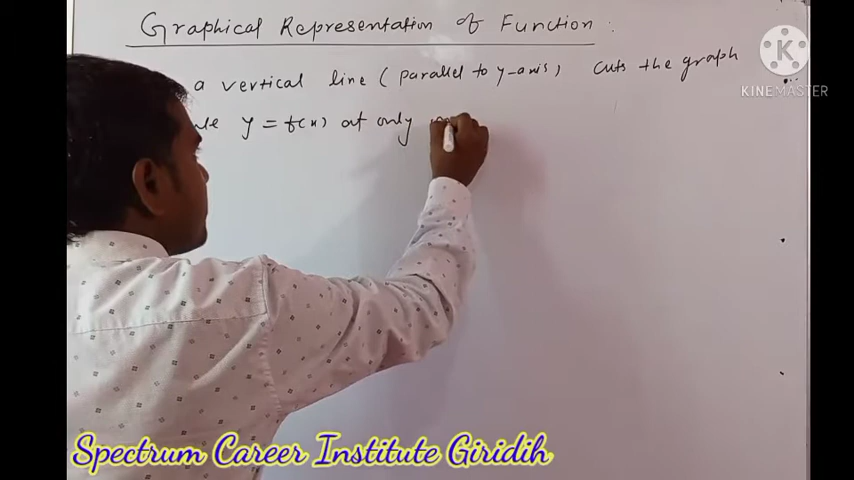 Graphical Representation of Function :
a vertical line (parallel to y-axis) cuts the graph
y = f(x) at only
KINEMASTER
Spectrum Career Institute Giridih